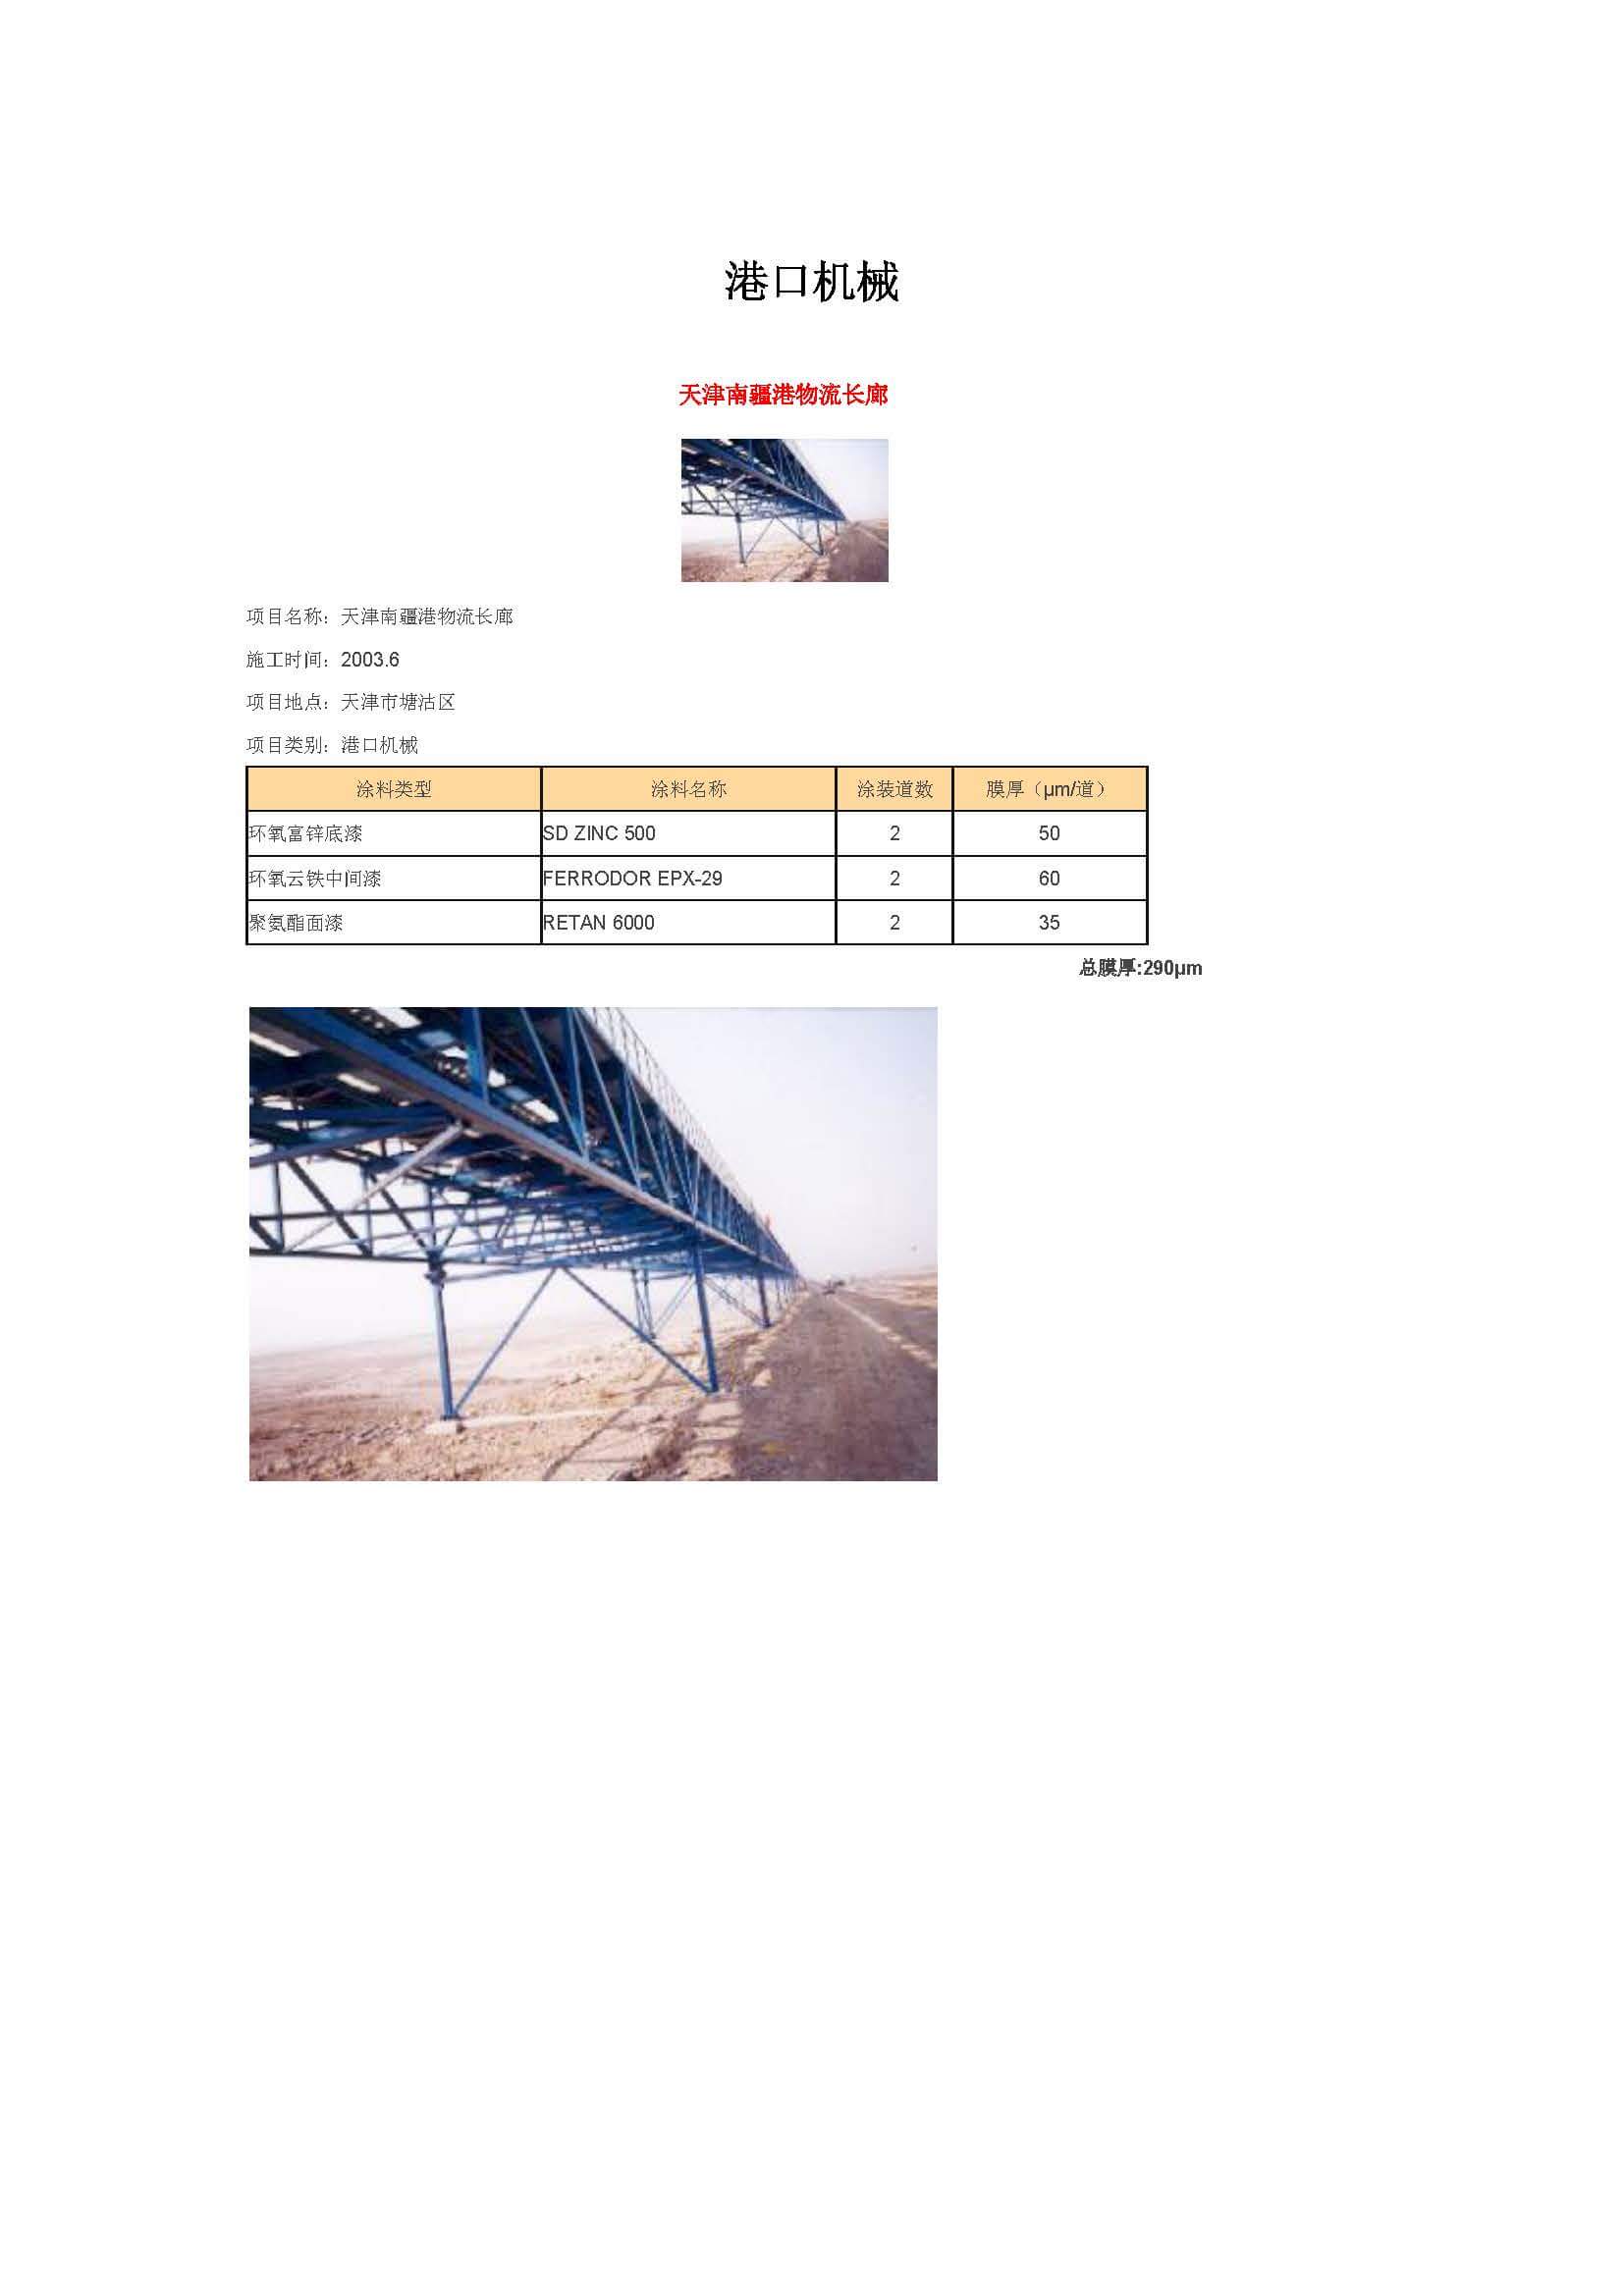 港口机械
天津南疆港物流长廊
项目名称：天津南疆港物流长廊
施工时间：2003.6
项目地点：天津市塘沽区
项目类别：港口机械
涂料类型 涂料名称 涂装道数 膜厚（μm/道）
环氧富锌底漆 SD ZINC 500 2 50
环氧云铁中间漆 FERRODOR EPX-29 2 60
聚氨酯面漆 RETAN 6000 2 35
总膜厚:290μm